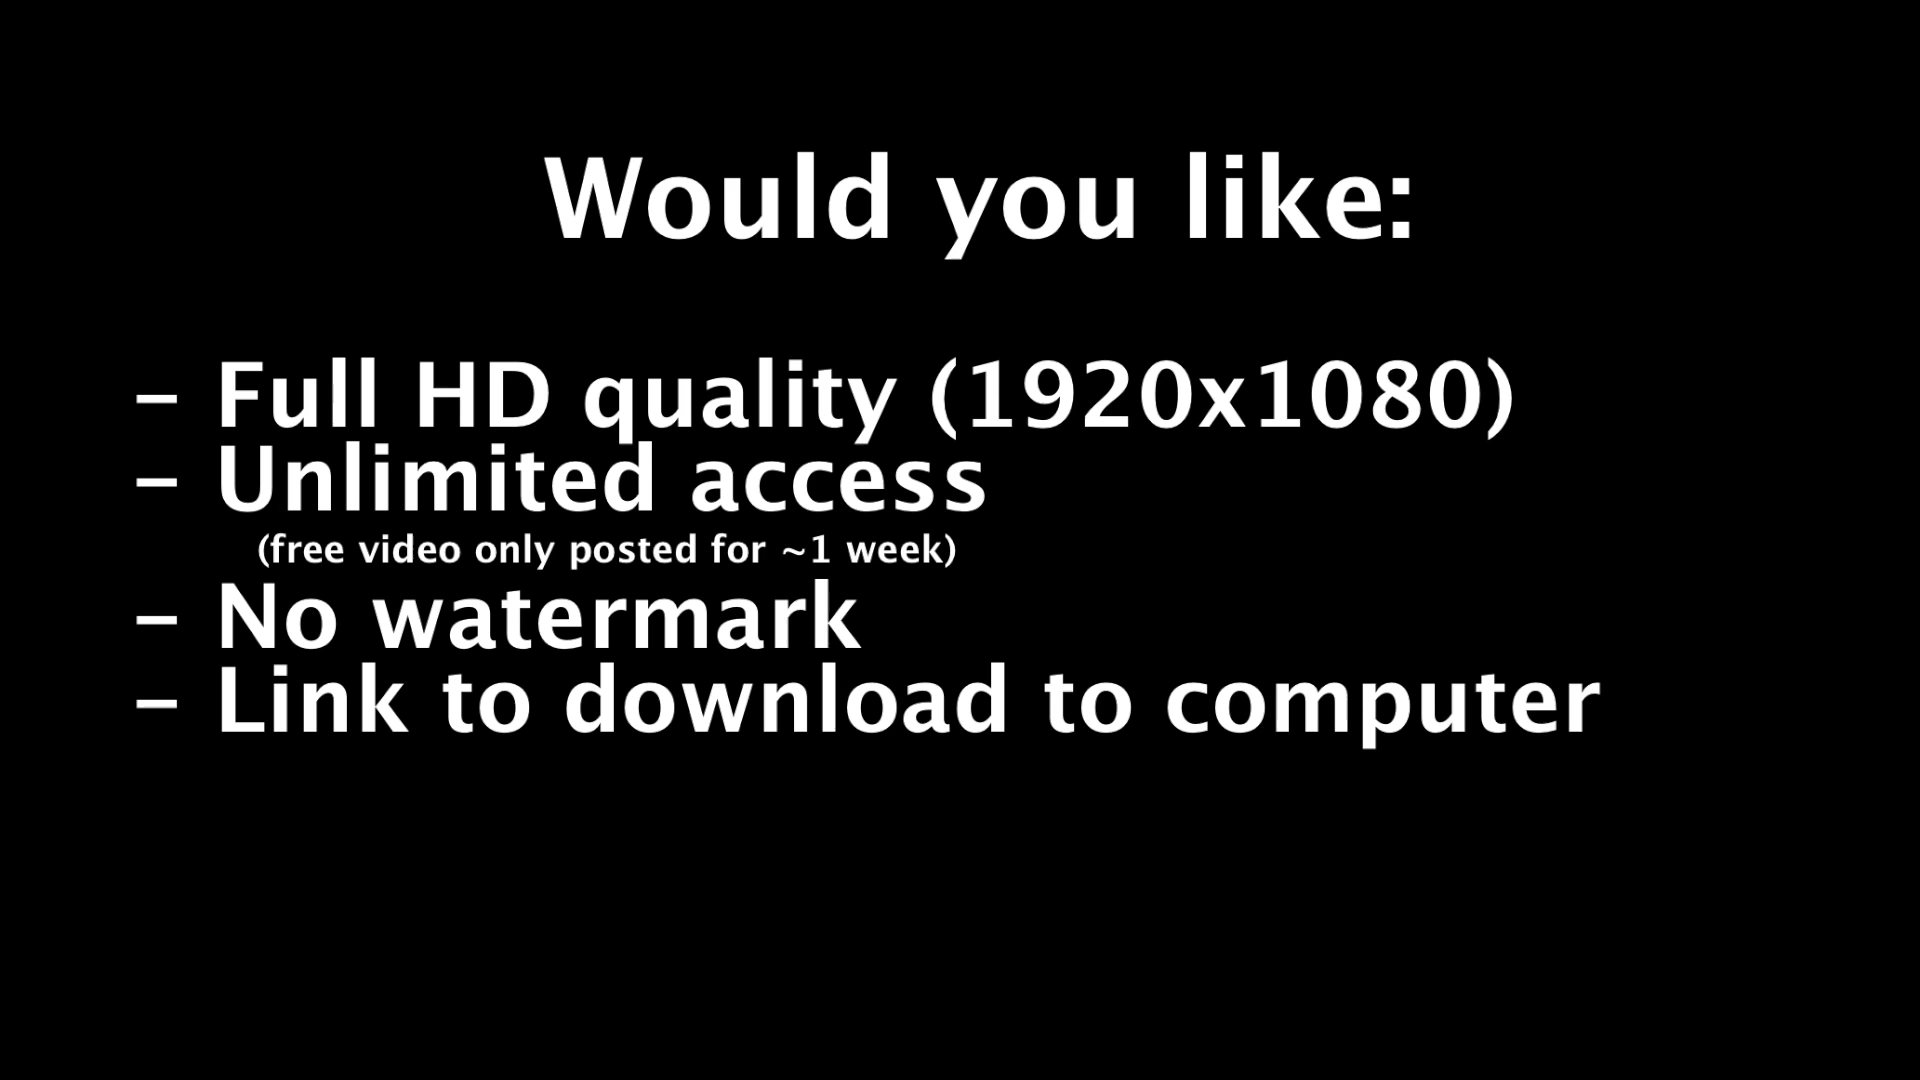 Would you like:
- Full HD quality (1920x1080)
- Unlimited access
(free video only posted for ~1 week)
- No watermark
- Link to download to computer